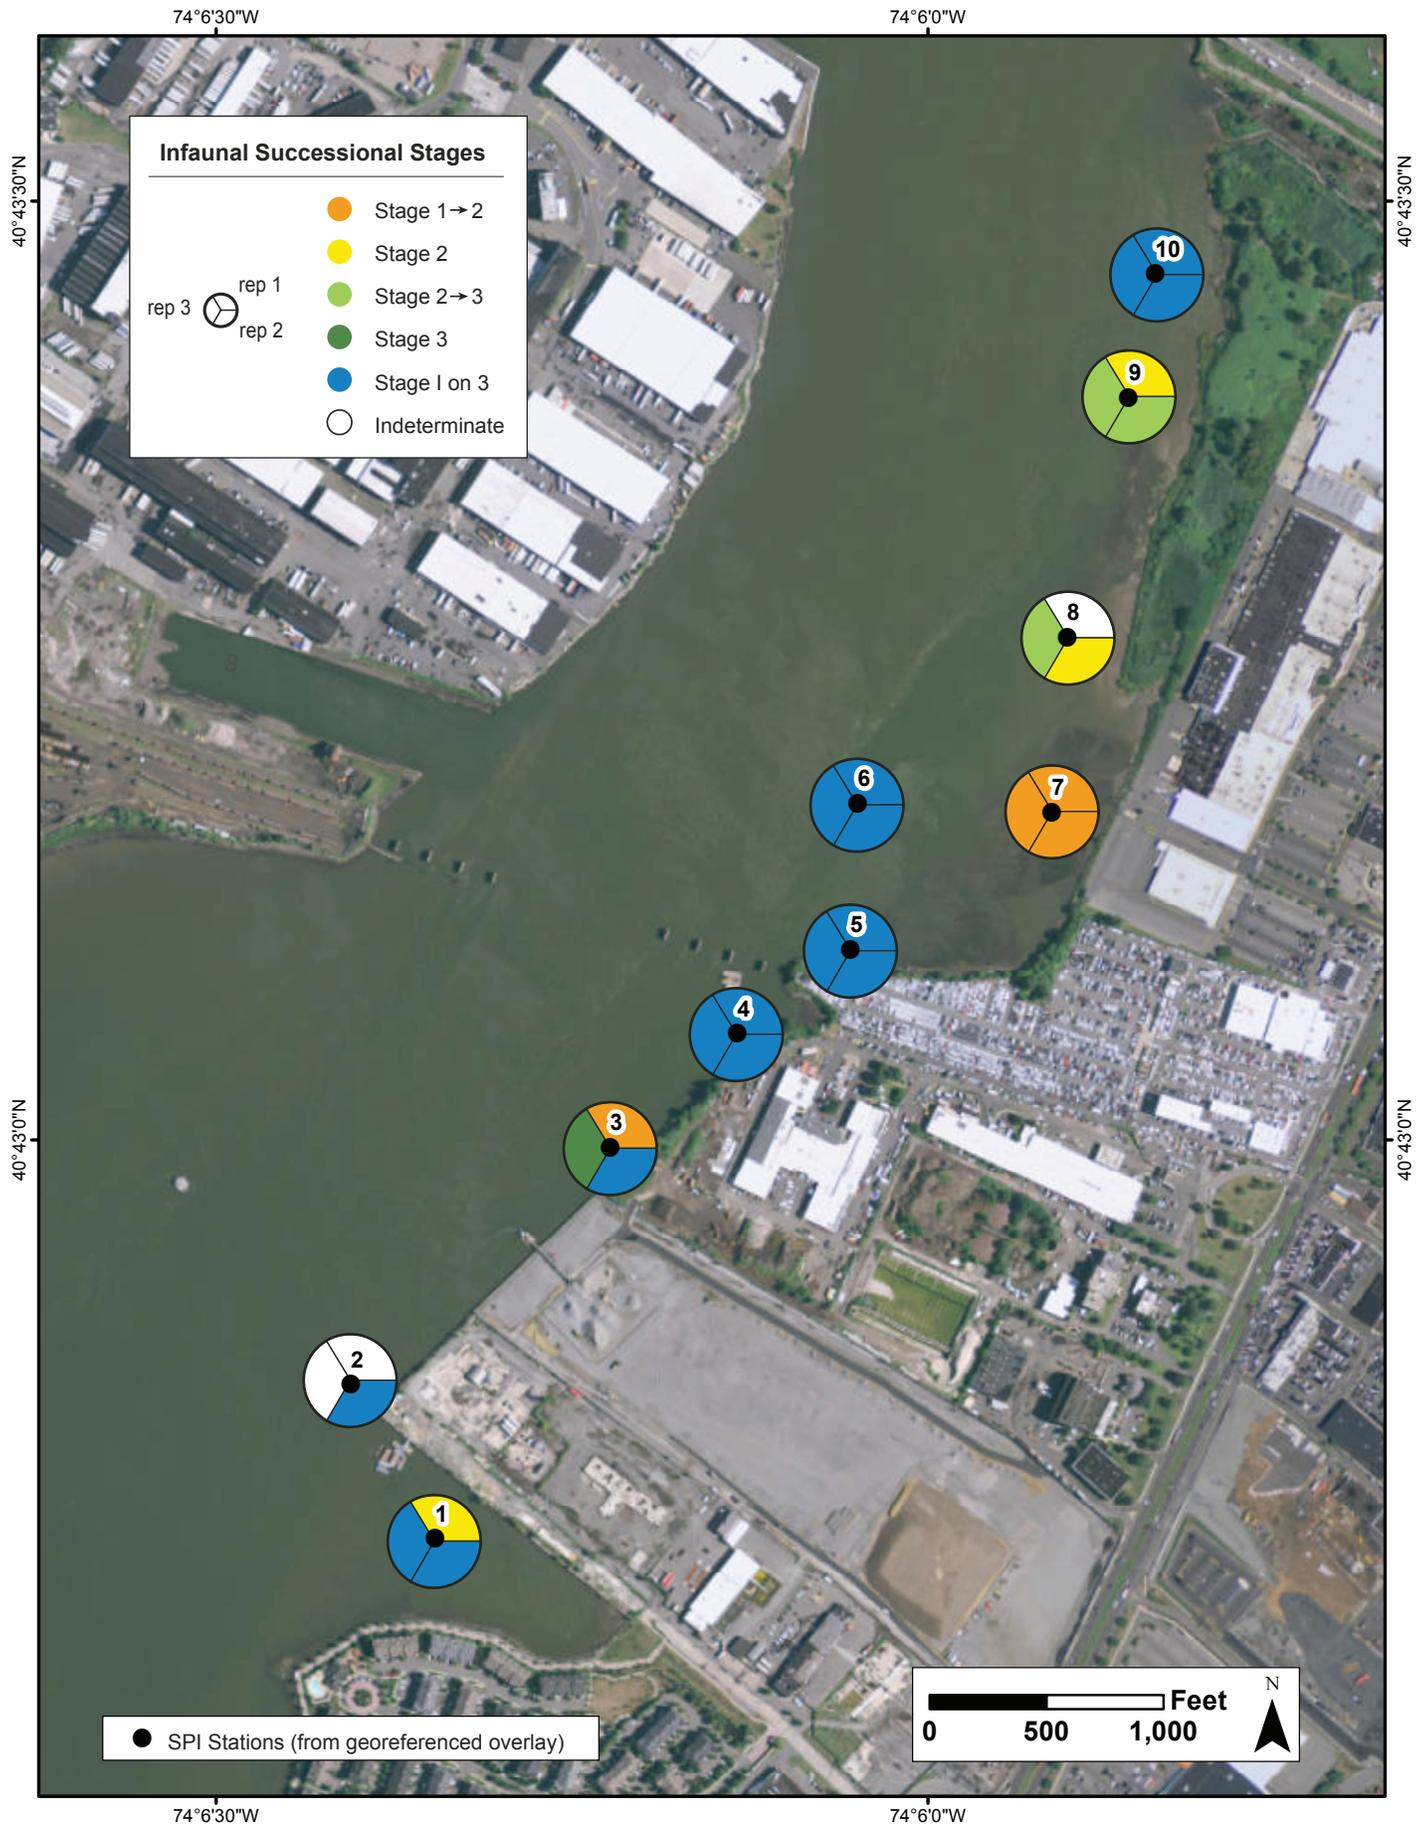 74°6'30"W
74°6'0"W
40°43'30"N
40°43'30"N
Infaunal Successional Stages
Stage 1→2
Stage 2
Stage 2→3
Stage 3
Stage I on 3
Indeterminate
rep 1
rep 3
rep 2
10
9
8
6
7
5
4
3
40°43'0"N
40°43'0"N
2
1
SPI Stations (from georeferenced overlay)
Feet
0 500 1,000
N
74°6'30"W
74°6'0"W